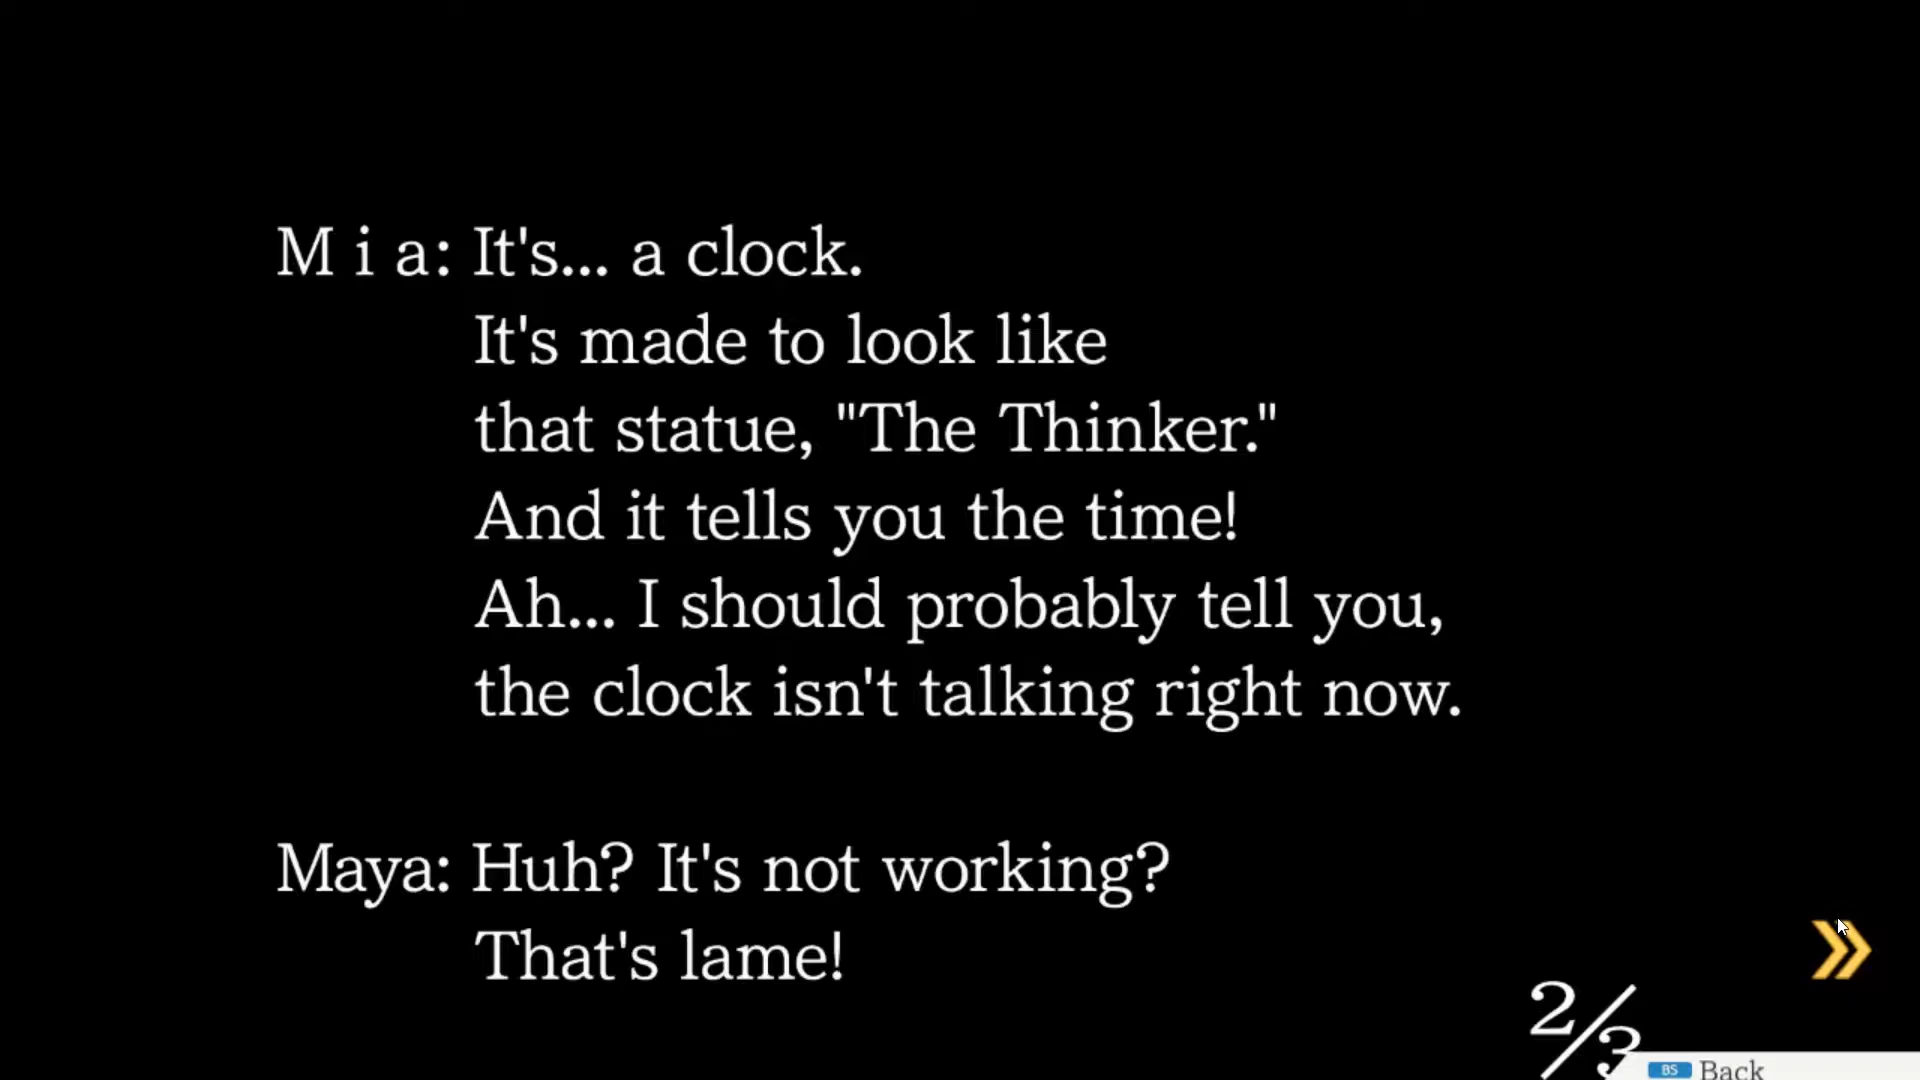 M i a: It's... a clock.
It's made to look like
that statue, "The Thinker."
And it tells you the time!
Ah... I should probably tell you,
the clock isn't talking right now.
Maya: Huh? It's not working?
That's lame!
2/3
BS Back